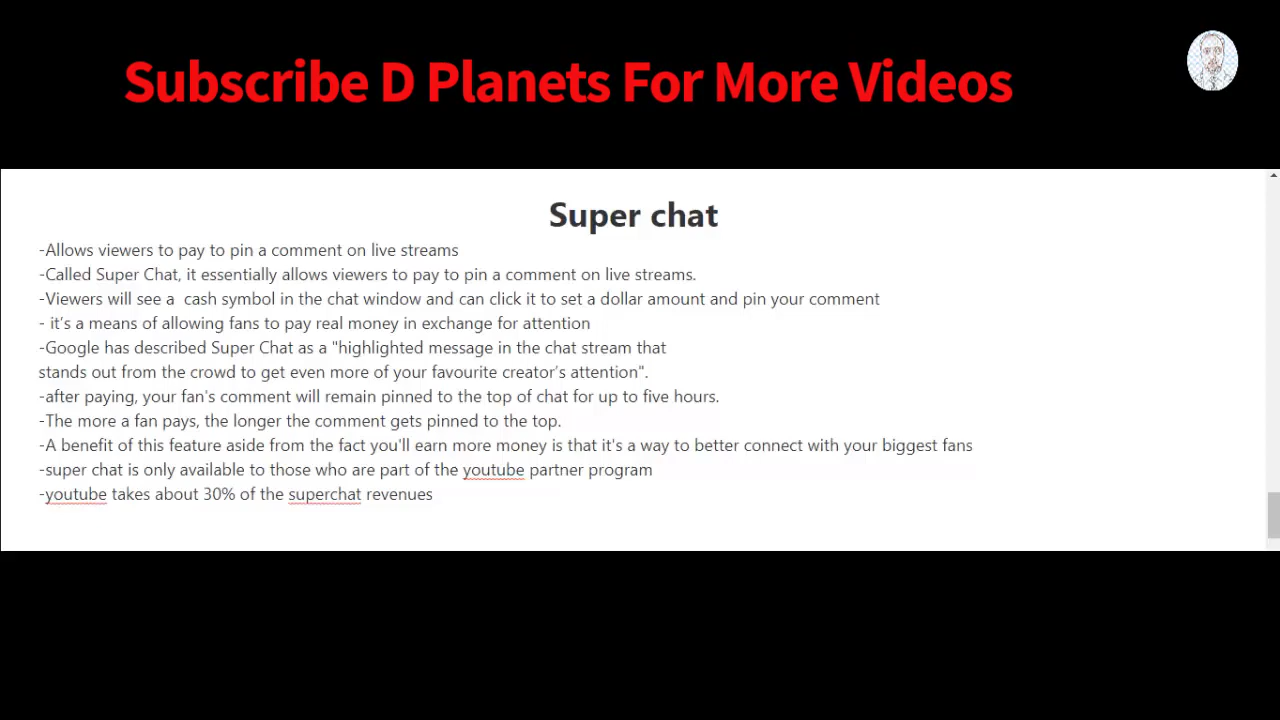 Subscribe D Planets For More Videos
Super chat
-Allows viewers to pay to pin a comment on live streams
-Called Super Chat, it essentially allows viewers to pay to pin a comment on live streams.
-Viewers will see a  cash symbol in the chat window and can click it to set a dollar amount and pin your comment
- it’s a means of allowing fans to pay real money in exchange for attention
-Google has described Super Chat as a "highlighted message in the chat stream that
stands out from the crowd to get even more of your favourite creator’s attention".
-after paying, your fan's comment will remain pinned to the top of chat for up to five hours.
-The more a fan pays, the longer the comment gets pinned to the top.
-A benefit of this feature aside from the fact you'll earn more money is that it's a way to better connect with your biggest fans
-super chat is only available to those who are part of the youtube partner program
-youtube takes about 30% of the superchat revenues